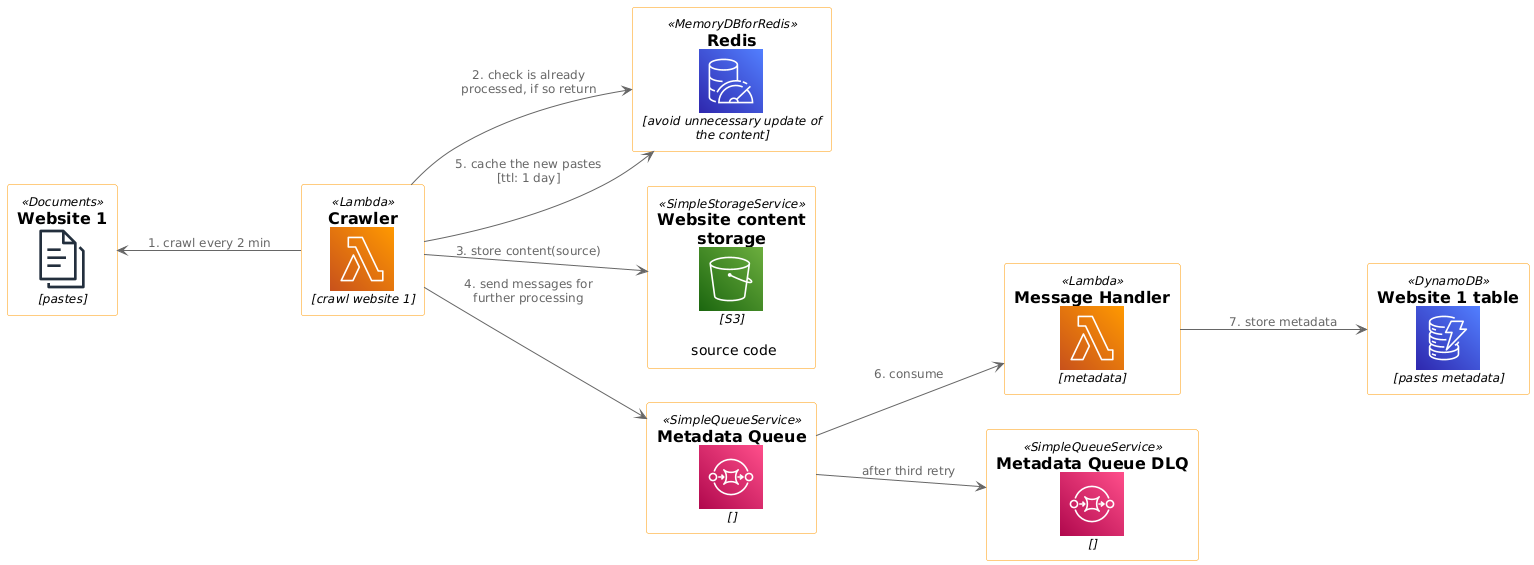 «Documents»
Website 1
[pastes]
1. crawl every 2 min
«Lambda»
Crawler
[crawl website 1]
2. check is already
processed, if so return
5. cache the new pastes
[ttl: 1 day]
3. store content(source)
4. send messages for
further processing
«MemoryDBforRedis»
Redis
[avoid unnecessary update of
the content]
«SimpleStorageService»
Website content
storage
[S3]
source code
«SimpleQueueService»
Metadata Queue
[]
6. consume
after third retry
«Lambda»
Message Handler
[metadata]
«SimpleQueueService»
Metadata Queue DLQ
[]
7. store metadata
«DynamoDB»
Website 1 table
[pastes metadata]